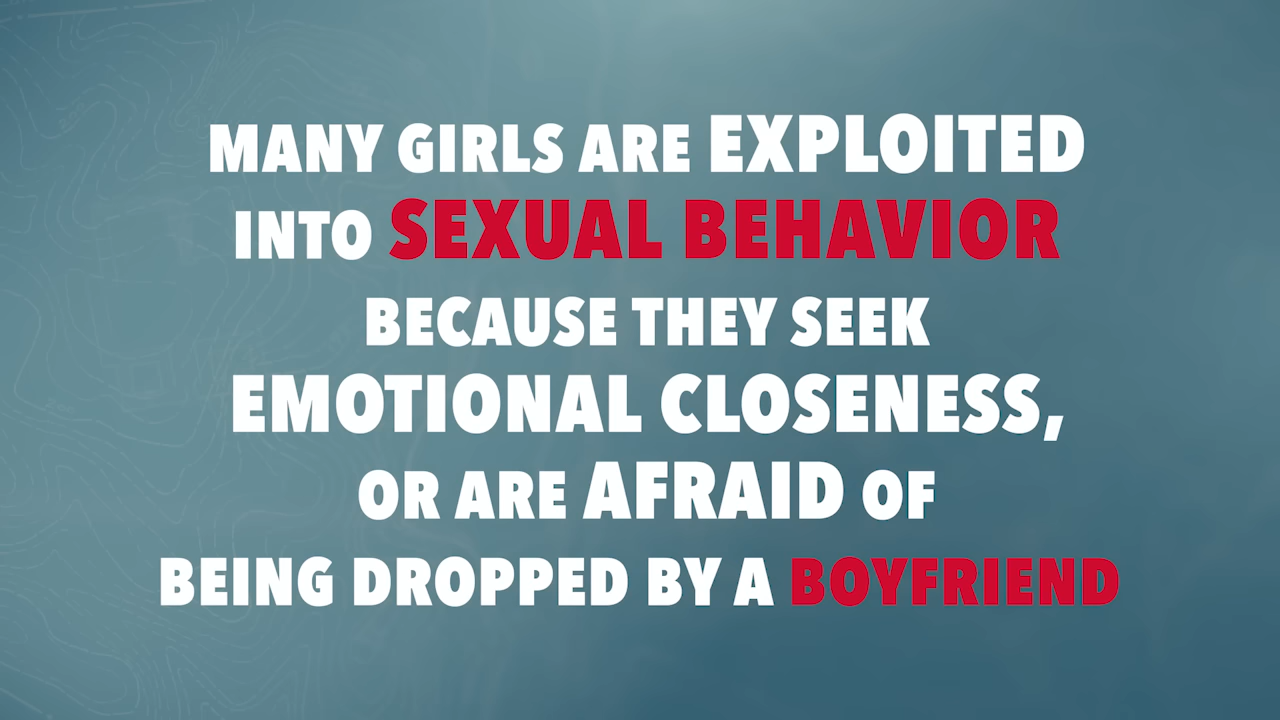 MANY GIRLS ARE EXPLOITED
INTO SEXUAL BEHAVIOR
BECAUSE THEY SEEK
EMOTIONAL CLOSENESS,
OR ARE AFRAID OF
BEING DROPPED BY A BOYFRIEND